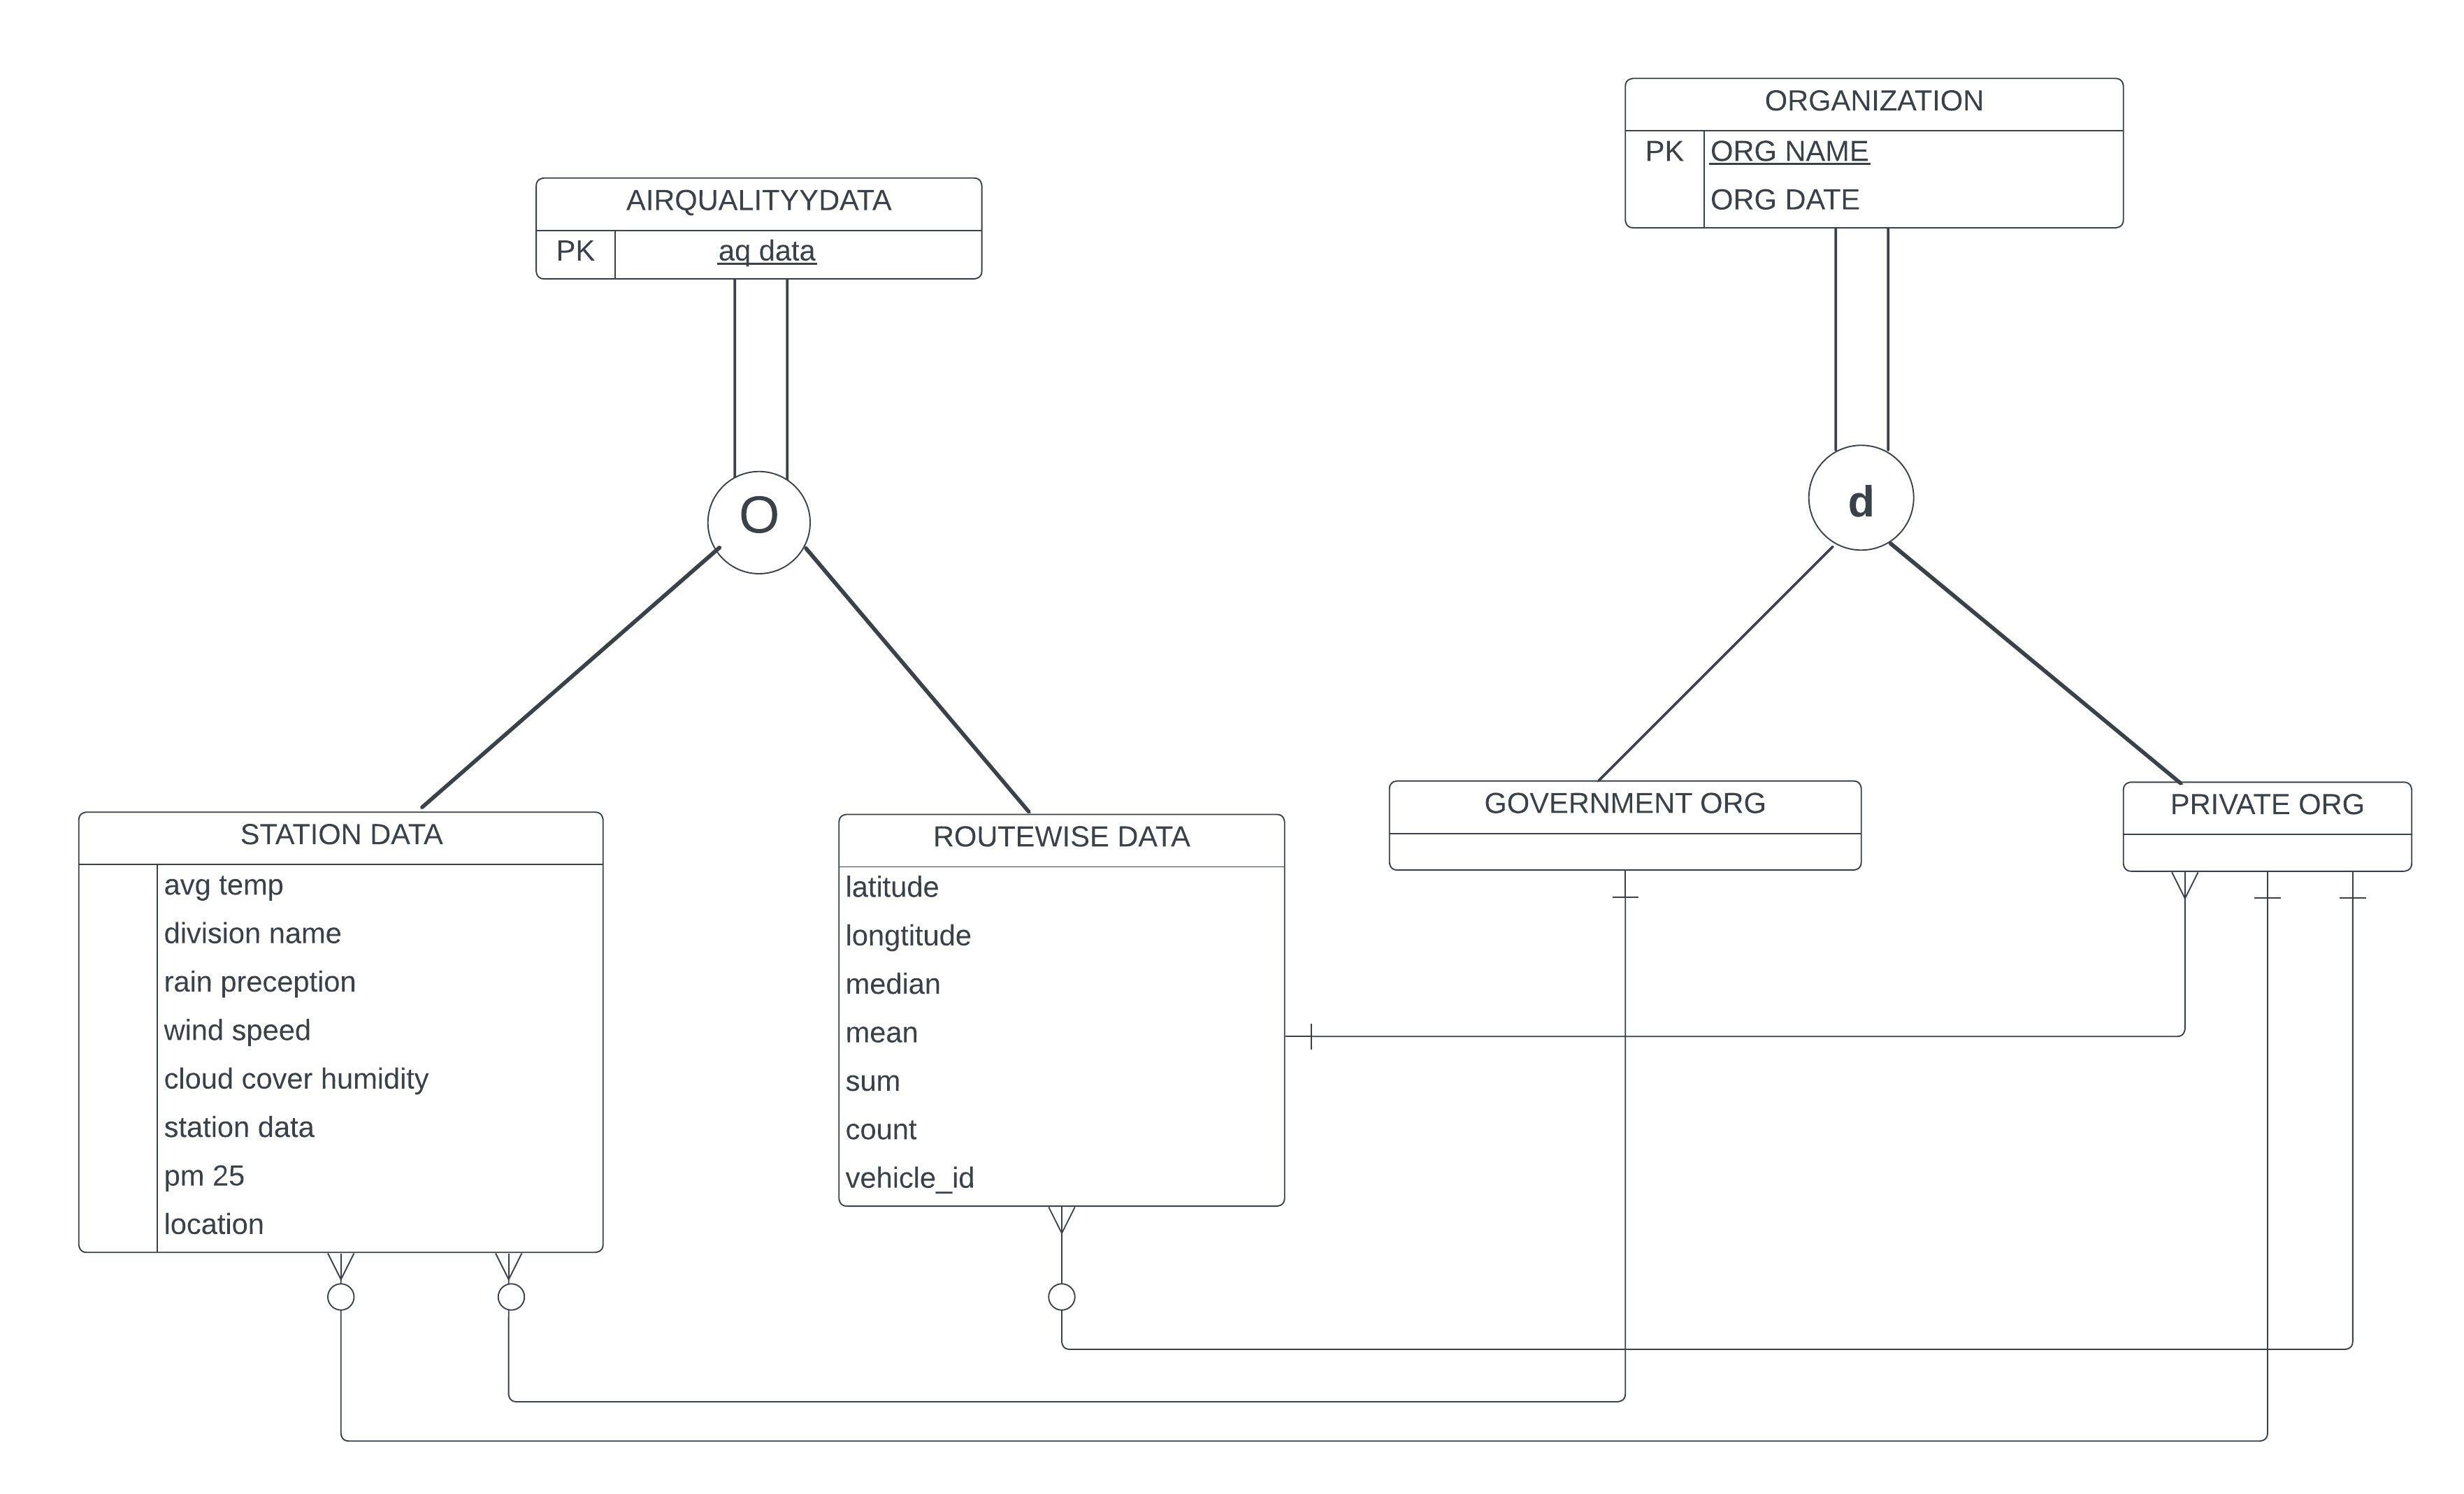 ORGANIZATION
PK ORG NAME
ORG DATE
AIRQUALITYYDATA
PK aq data
O
d
STATION DATA
avg temp
division name
rain preception
wind speed
cloud cover humidity
station data
pm 25
location
ROUTEWISE DATA
latitude
longtitude
median
mean
sum
count
vehicle_id
GOVERNMENT ORG
PRIVATE ORG